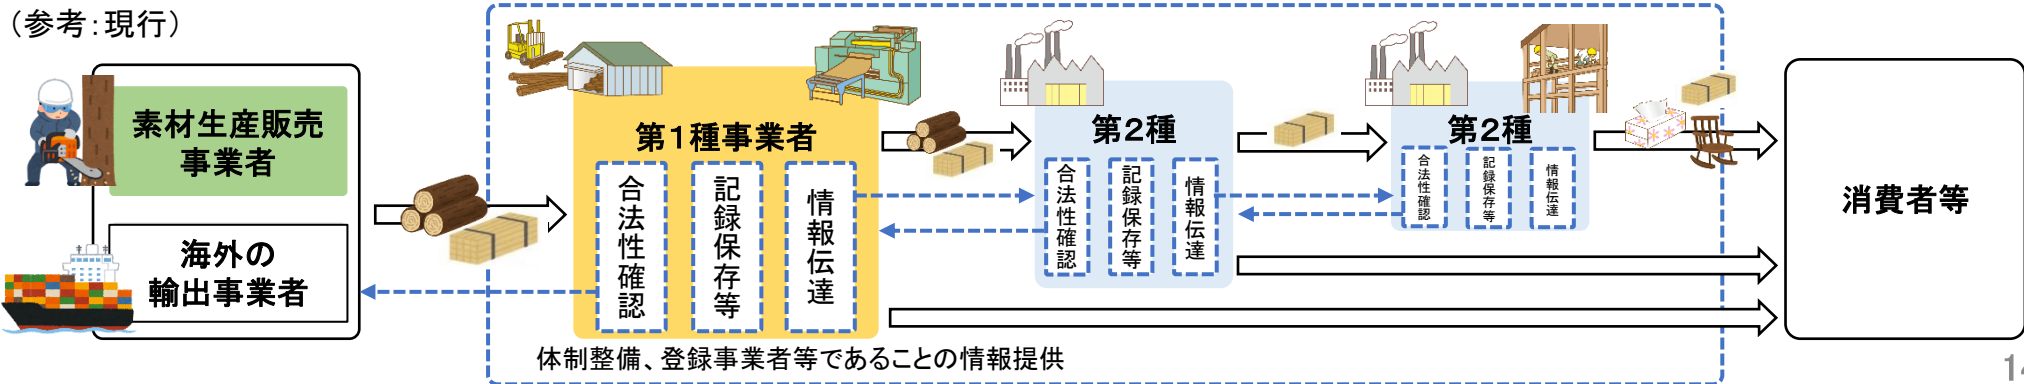 （参考：現行）
素材生産販売
事業者
海外の
輸出事業者
第１種事業者
合法性確認
記録保存等
情報伝達
第２種
合法性確認
記録保存等
情報伝達
第２種
合法性確認
記録保存等
情報伝達
消費者等
体制整備、登録事業者等であることの情報提供